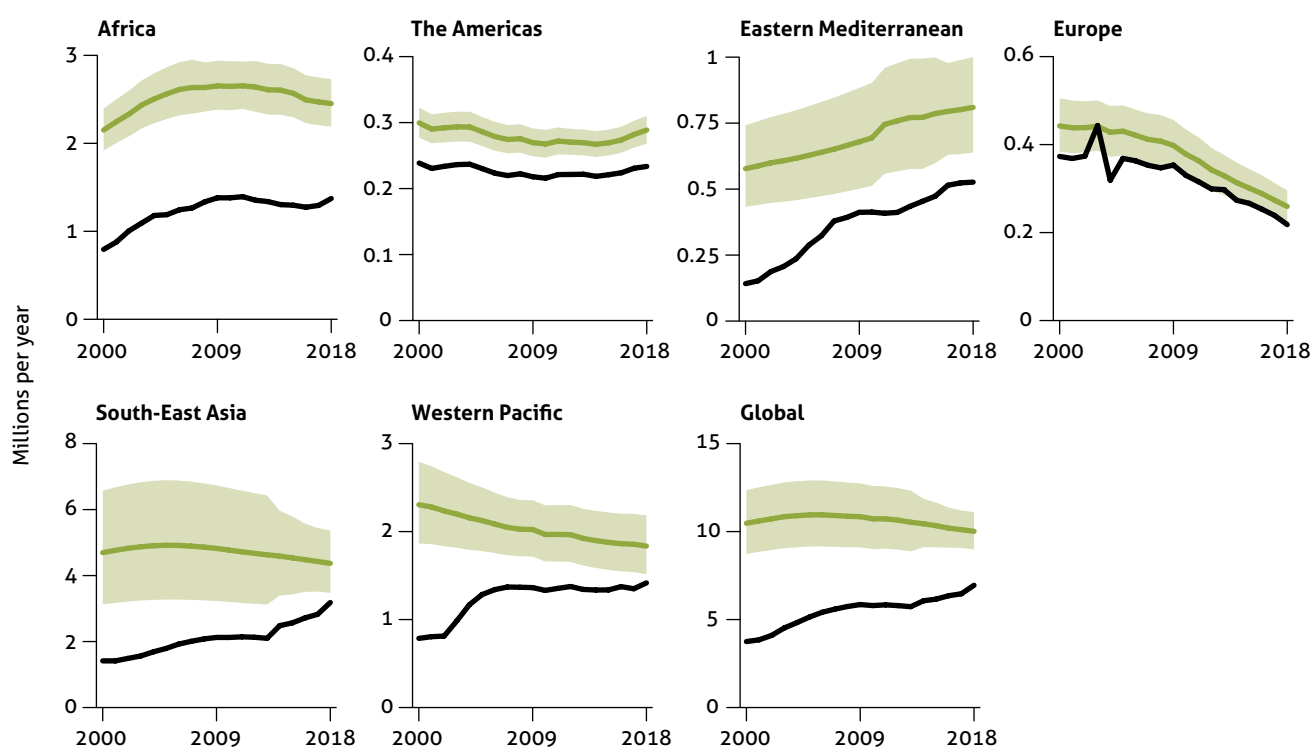 Africa
3
2
1
0
2000 2009 2018
The Americas
0.4
0.3
0.2
0.1
0
2000 2009 2018
Eastern Mediterranean
1
0.75
0.5
0.25
0
2000 2009 2018
Europe
0.6
0.4
0.2
0
2000 2009 2018
Millions per year
South-East Asia
8
6
4
2
0
2000 2009 2018
Western Pacific
3
2
1
0
2000 2009 2018
Global
15
10
5
0
2000 2009 2018